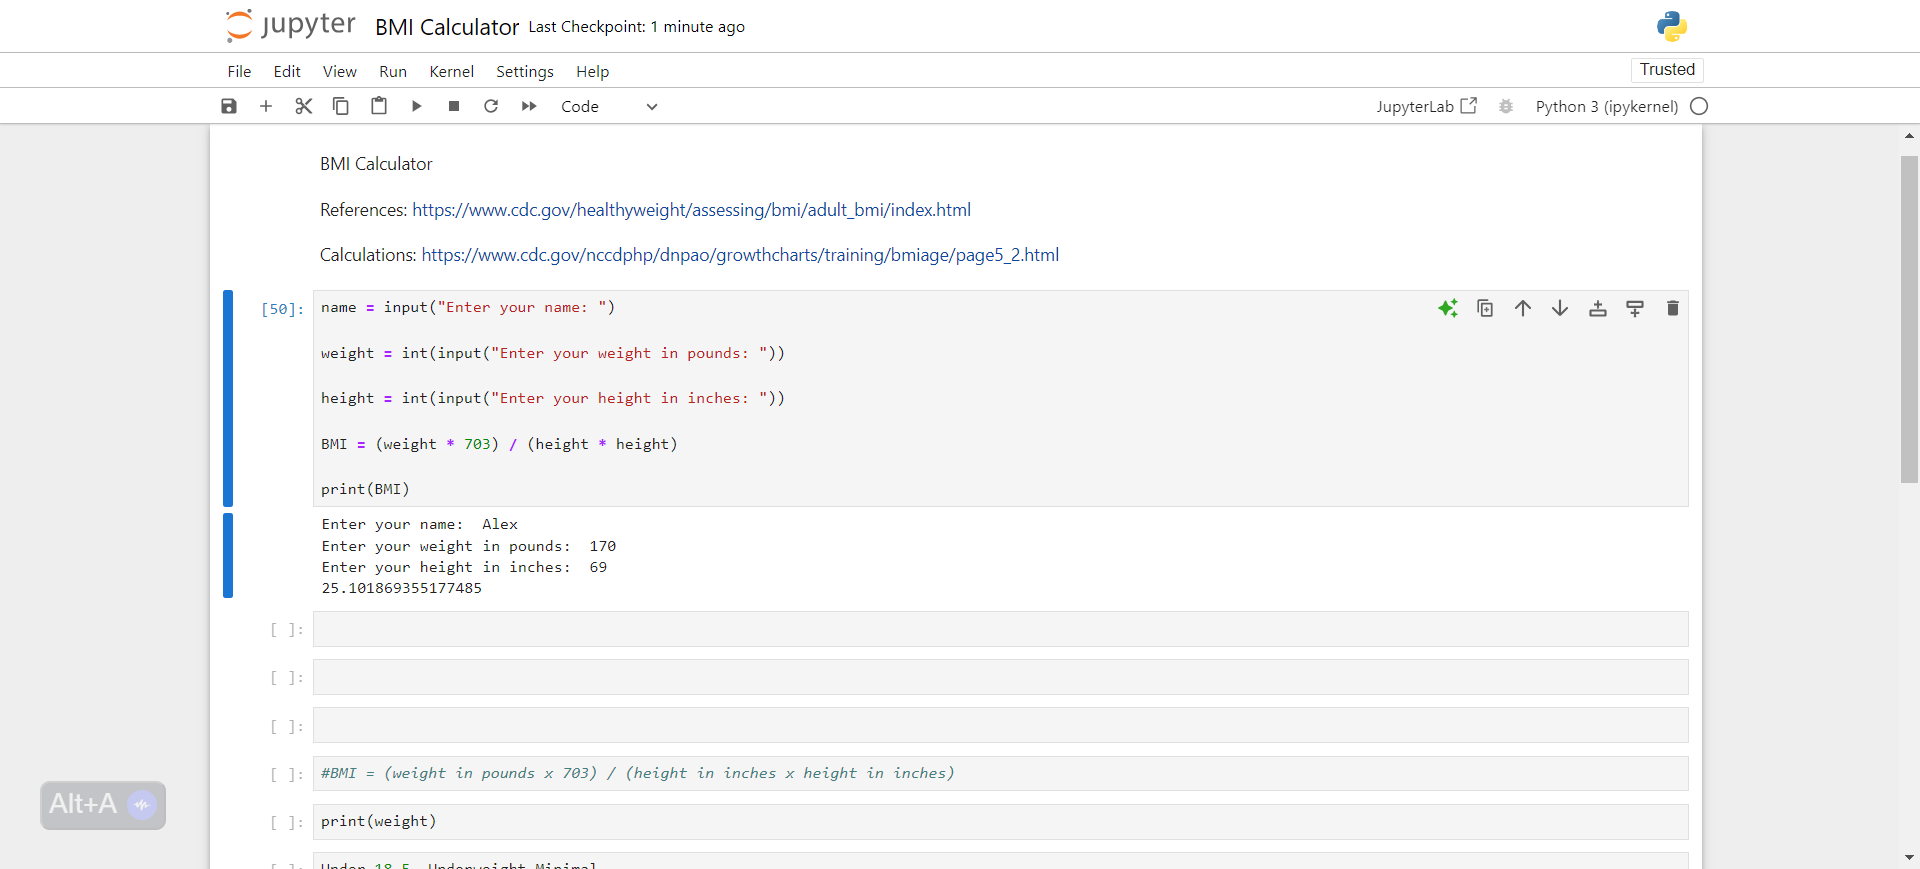 jupyter BMI Calculator Last Checkpoint: 1 minute ago
File Edit View Run Kernel Settings Help
Trusted
Code
JupyterLab
Python 3 (ipykernel)
BMI Calculator
References: https://www.cdc.gov/healthyweight/assessing/bmi/adult_bmi/index.html
Calculations: https://www.cdc.gov/nccdphp/dnpao/growthcharts/training/bmiage/page5_2.html
[50]: name = input("Enter your name: ")
weight = int(input("Enter your weight in pounds: "))
height = int(input("Enter your height in inches: "))
BMI = (weight * 703) / (height * height)
print(BMI)
Enter your name:  Alex
Enter your weight in pounds:  170
Enter your height in inches:  69
25.101869355177485
[ ]:
[ ]:
[ ]:
[ ]: #BMI = (weight in pounds x 703) / (height in inches x height in inches)
Alt+A
[ ]: print(weight)
[ ]: Under 18.5  Underweight Minimal